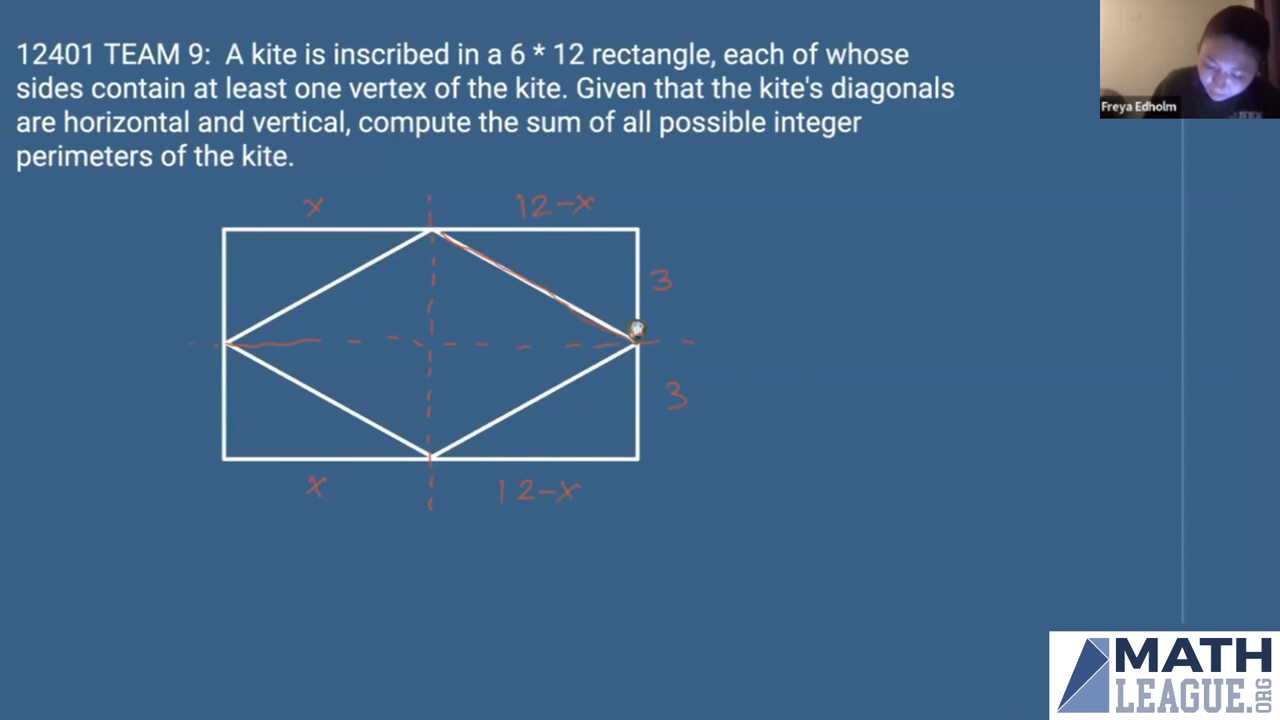 12401 TEAM 9: A kite is inscribed in a 6 * 12 rectangle, each of whose
sides contain at least one vertex of the kite. Given that the kite's diagonals
are horizontal and vertical, compute the sum of all possible integer
perimeters of the kite.
Freya Edholm
x 12-x
3
3
x 12-x
MATH
LEAGUE.ORG